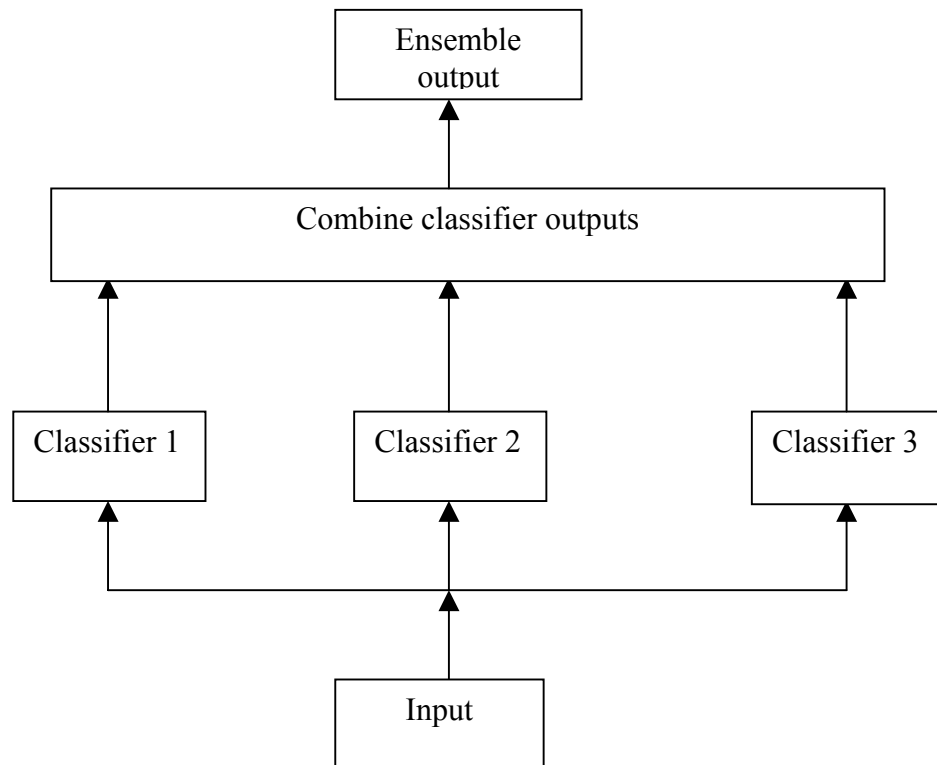 Ensemble
output
Combine classifier outputs
Classifier 1
Classifier 2
Classifier 3
Input